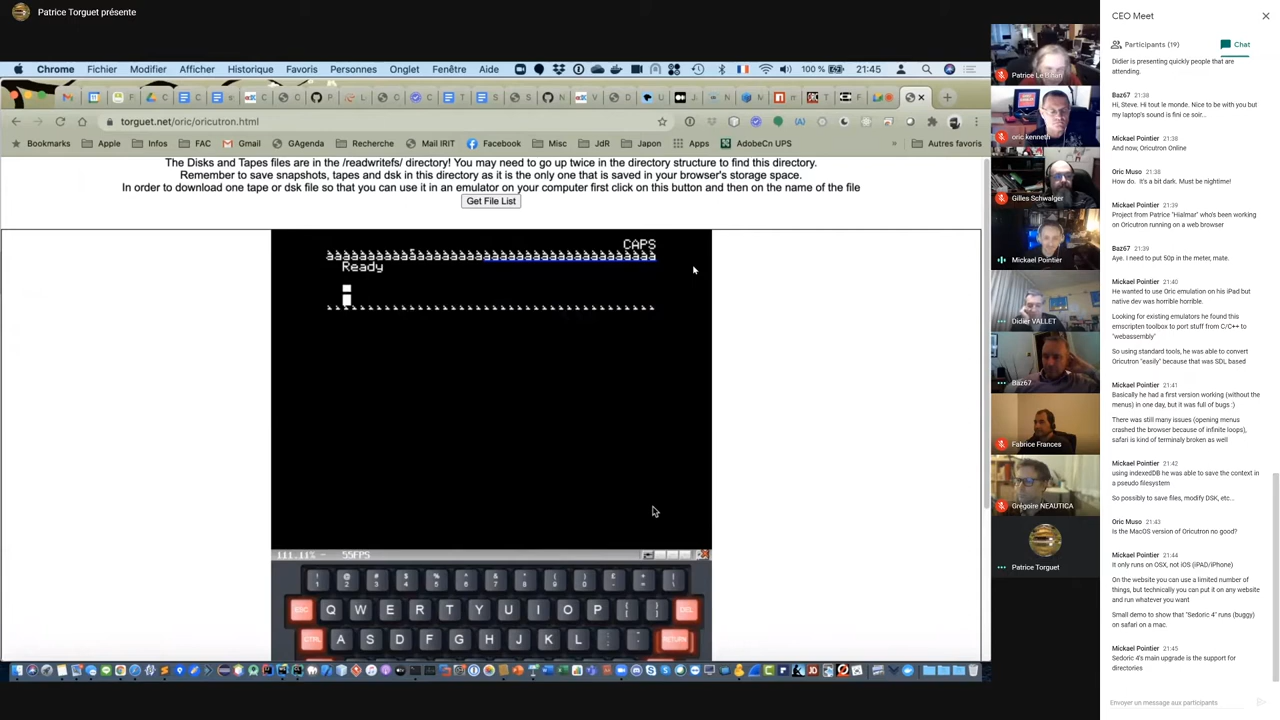 Patrice Torguet présente
Chrome Fichier Modifier Affichage Historique Favoris Personnes Onglet Fenêtre Aide
100 % 21:45
torguet.net/oric/oricutron.html
Bookmarks Apple Misc FAC Gmail GAgenda Recherche JdR Japon MIRI Facebook Apps AdobeCn UPS » Autres favoris
The Disks and Tapes files are in the /readwritefs/ directory! You may need to go up twice in the directory structure to find this directory.
Remember to save snapshots, tapes and dsk in this directory as it is the only one that is saved in your browser's storage space.
In order to download one tape or dsk file so that you can use it in an emulator on your computer first click on this button and then on the name of the file
Get File List
CAPS
Ready
111.11% - 55FPS
ESC Q W E R T Y U I O P DEL
CTRL A S D F G H J K L RETURN
Patrice Le Bihan
oric kenneth
Gilles Schwalger
Mickael Pointier
Didier VALLET
Baz67
Fabrice Frances
Grégoire NEAUTICA
Patrice Torguet
CEO Meet
Participants (19) Chat
Didier is presenting quickly people that are
attending.
Baz67 21:38
Hi, Steve. Hi tout le monde. Nice to be with you but
my laptop's sound is fini ce soir...
Mickael Pointier 21:38
And now, Oricutron Online
Oric Muso 21:38
How do. It's a bit dark. Must be nightime!
Mickael Pointier 21:39
Project from Patrice "Hialmar" who's been working
on Oricutron running on a web browser
Baz67 21:39
Aye. I need to put 50p in the meter, mate.
Mickael Pointier 21:40
He wanted to use Oric emulation on his iPad but
native dev was horrible horrible.
Looking for existing emulators he found this
emscripten toolbox to port stuff from C/C++ to
"webassembly"
So using standard tools, he was able to convert
Oricutron "easily" because that was SDL based
Mickael Pointier 21:41
Basically he had a first version working (without the
menus) in one day, but it was full of bugs :)
There was still many issues (opening menus
crashed the browser because of infinite loops),
safari is kind of terminaly broken as well
Mickael Pointier 21:42
using indexedDB he was able to save the context in
a pseudo filesystem
So possibly to save files, modify DSK, etc...
Oric Muso 21:43
Is the MacOS version of Oricutron no good?
Mickael Pointier 21:44
It only runs on OSX, not iOS (iPAD/iPhone)
On the website you can use a limited number of
things, but technically you can put it on any website
and run whatever you want
Small demo to show that "Sedoric 4" runs (buggy)
on safari on a mac.
Mickael Pointier 21:45
Sedoric 4's main upgrade is the support for
directories
Envoyer un message aux participants